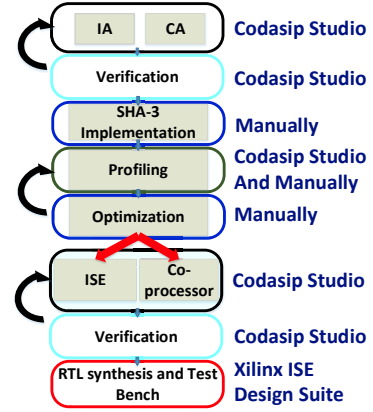 IA CA Codasip Studio
Verification Codasip Studio
SHA-3
Implementation Manually
Profiling Codasip Studio
And Manually
Optimization Manually
ISE Co-
processor Codasip Studio
Verification Codasip Studio
RTL synthesis and Test
Bench
Xilinx ISE
Design Suite